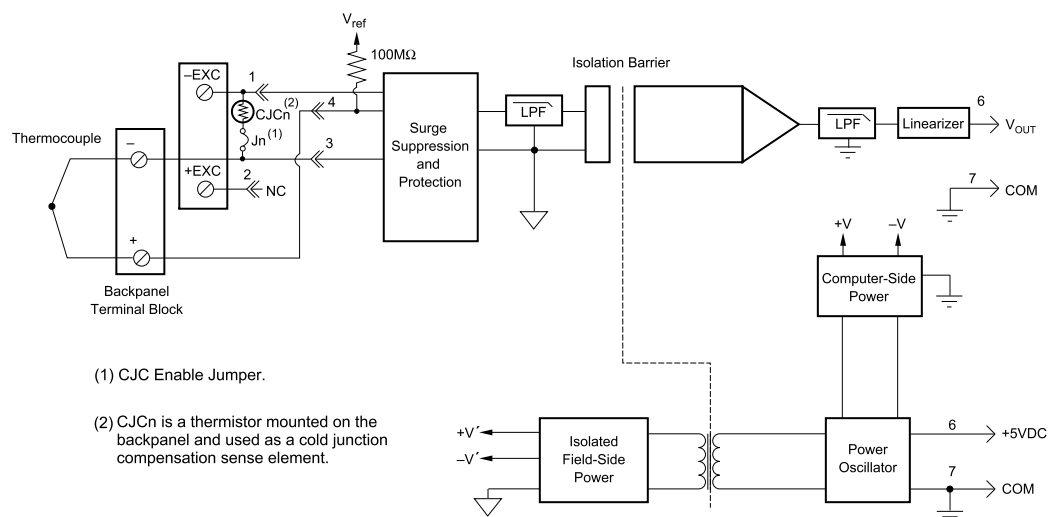 V_ref
100MΩ
Isolation Barrier
–EXC
1
CJCn(2)
4
Jn(1)
3
+EXC
2
NC
Thermocouple
–
+
Backpanel
Terminal Block
Surge
Suppression
and
Protection
LPF
LPF
Linearizer
6
V_OUT
7
COM
+V
–V
Computer-Side
Power
(1) CJC Enable Jumper.
(2) CJCn is a thermistor mounted on the
backpanel and used as a cold junction
compensation sense element.
+V´
–V´
Isolated
Field-Side
Power
Power
Oscillator
6
+5VDC
7
COM